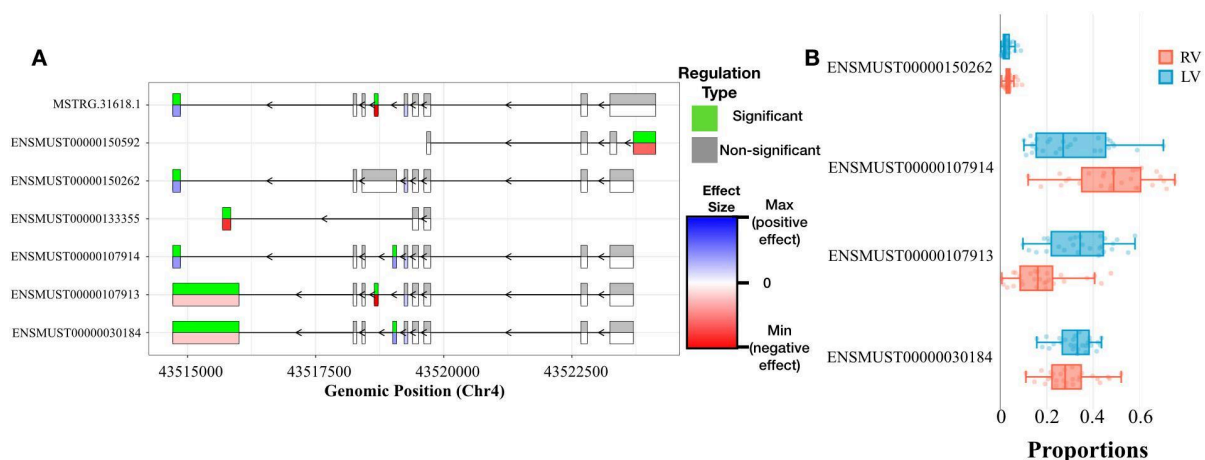 A
MSTRG.31618.1
ENSMUST00000150592
ENSMUST00000150262
ENSMUST00000133355
ENSMUST00000107914
ENSMUST00000107913
ENSMUST00000030184
43515000 43517500 43520000 43522500
Genomic Position (Chr4)
Regulation
Type
Significant
Non-significant
Effect
Size
Max
(positive
effect)
0
Min
(negative
effect)
B
ENSMUST00000150262
ENSMUST00000107914
ENSMUST00000107913
ENSMUST00000030184
RV
LV
0 0.2 0.4 0.6
Proportions